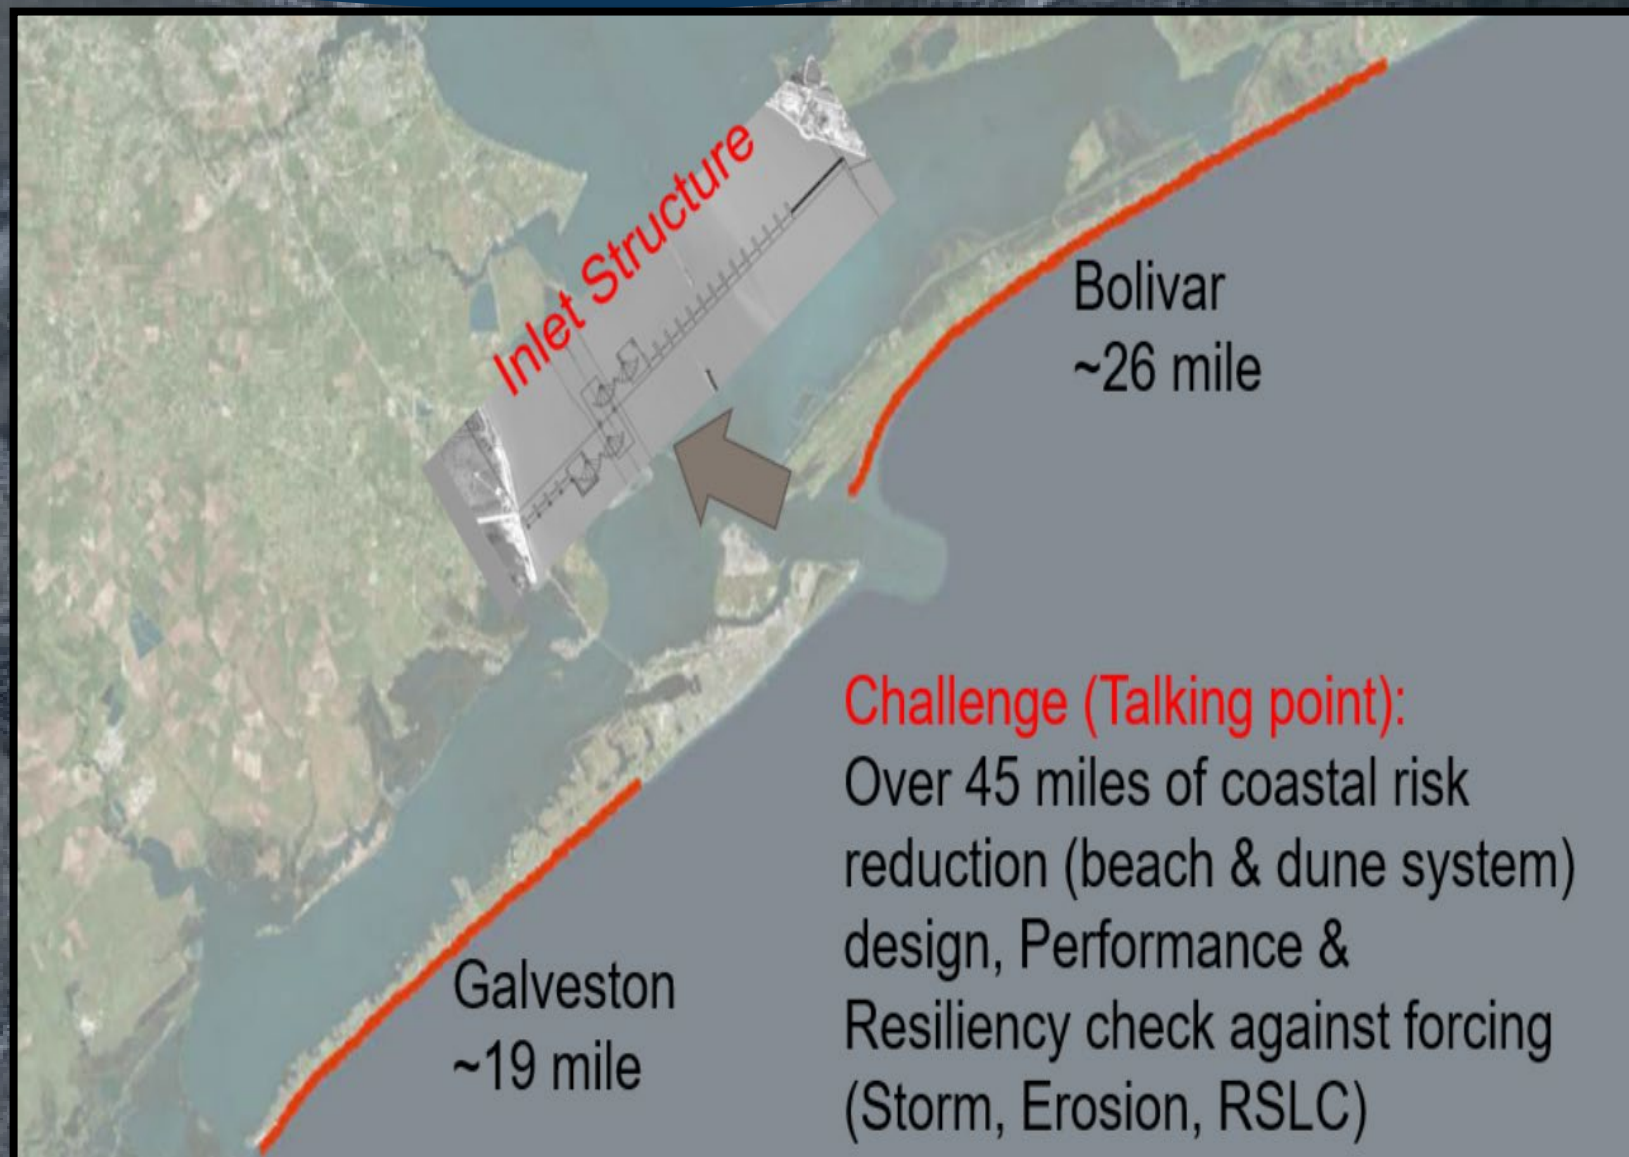 Inlet Structure
Bolivar
~26 mile
Challenge (Talking point):
Over 45 miles of coastal risk
reduction (beach & dune system)
design, Performance &
Resiliency check against forcing
(Storm, Erosion, RSLC)
Galveston
~19 mile